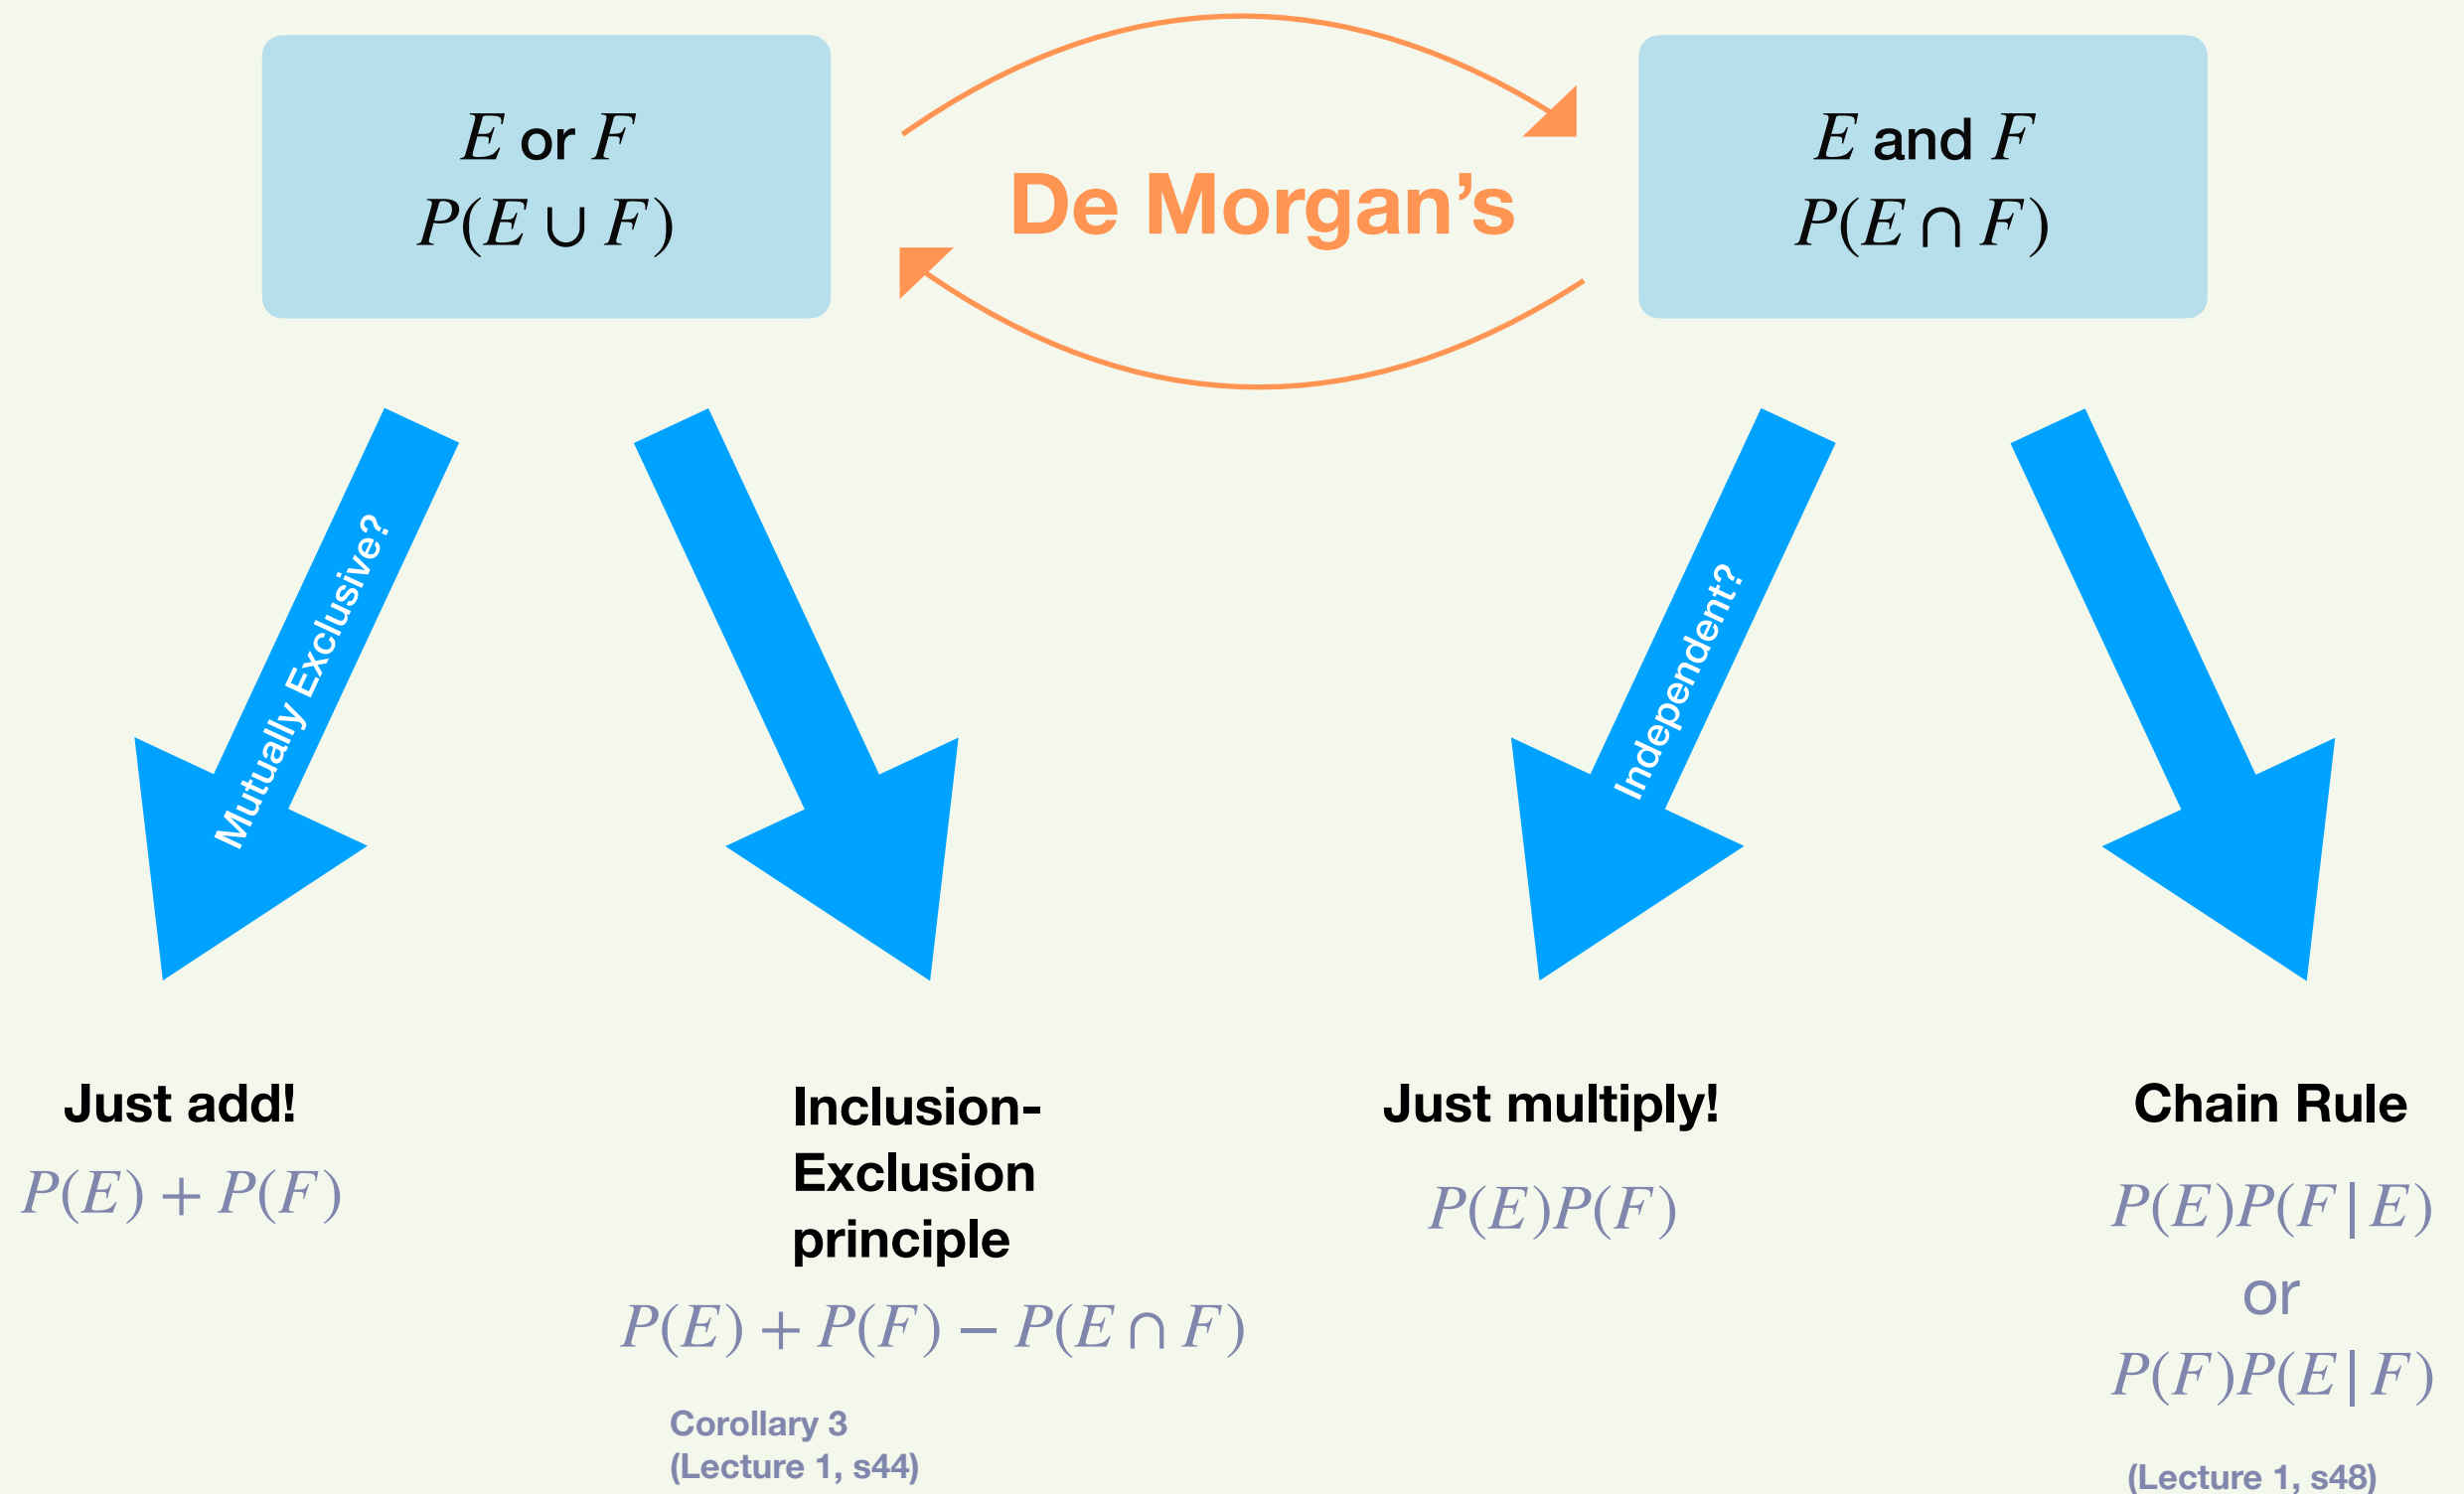 E or F
P(E ∪ F)
De Morgan’s
E and F
P(E ∩ F)
Mutually Exclusive?
Independent?
Just add!
P(E) + P(F)
Inclusion-
Exclusion
principle
P(E) + P(F) − P(E ∩ F)
Corollary 3
(Lecture 1, s44)
Just multiply!
P(E)P(F)
Chain Rule
P(E)P(F | E)
or
P(F)P(E | F)
(Lecture 1, s48)